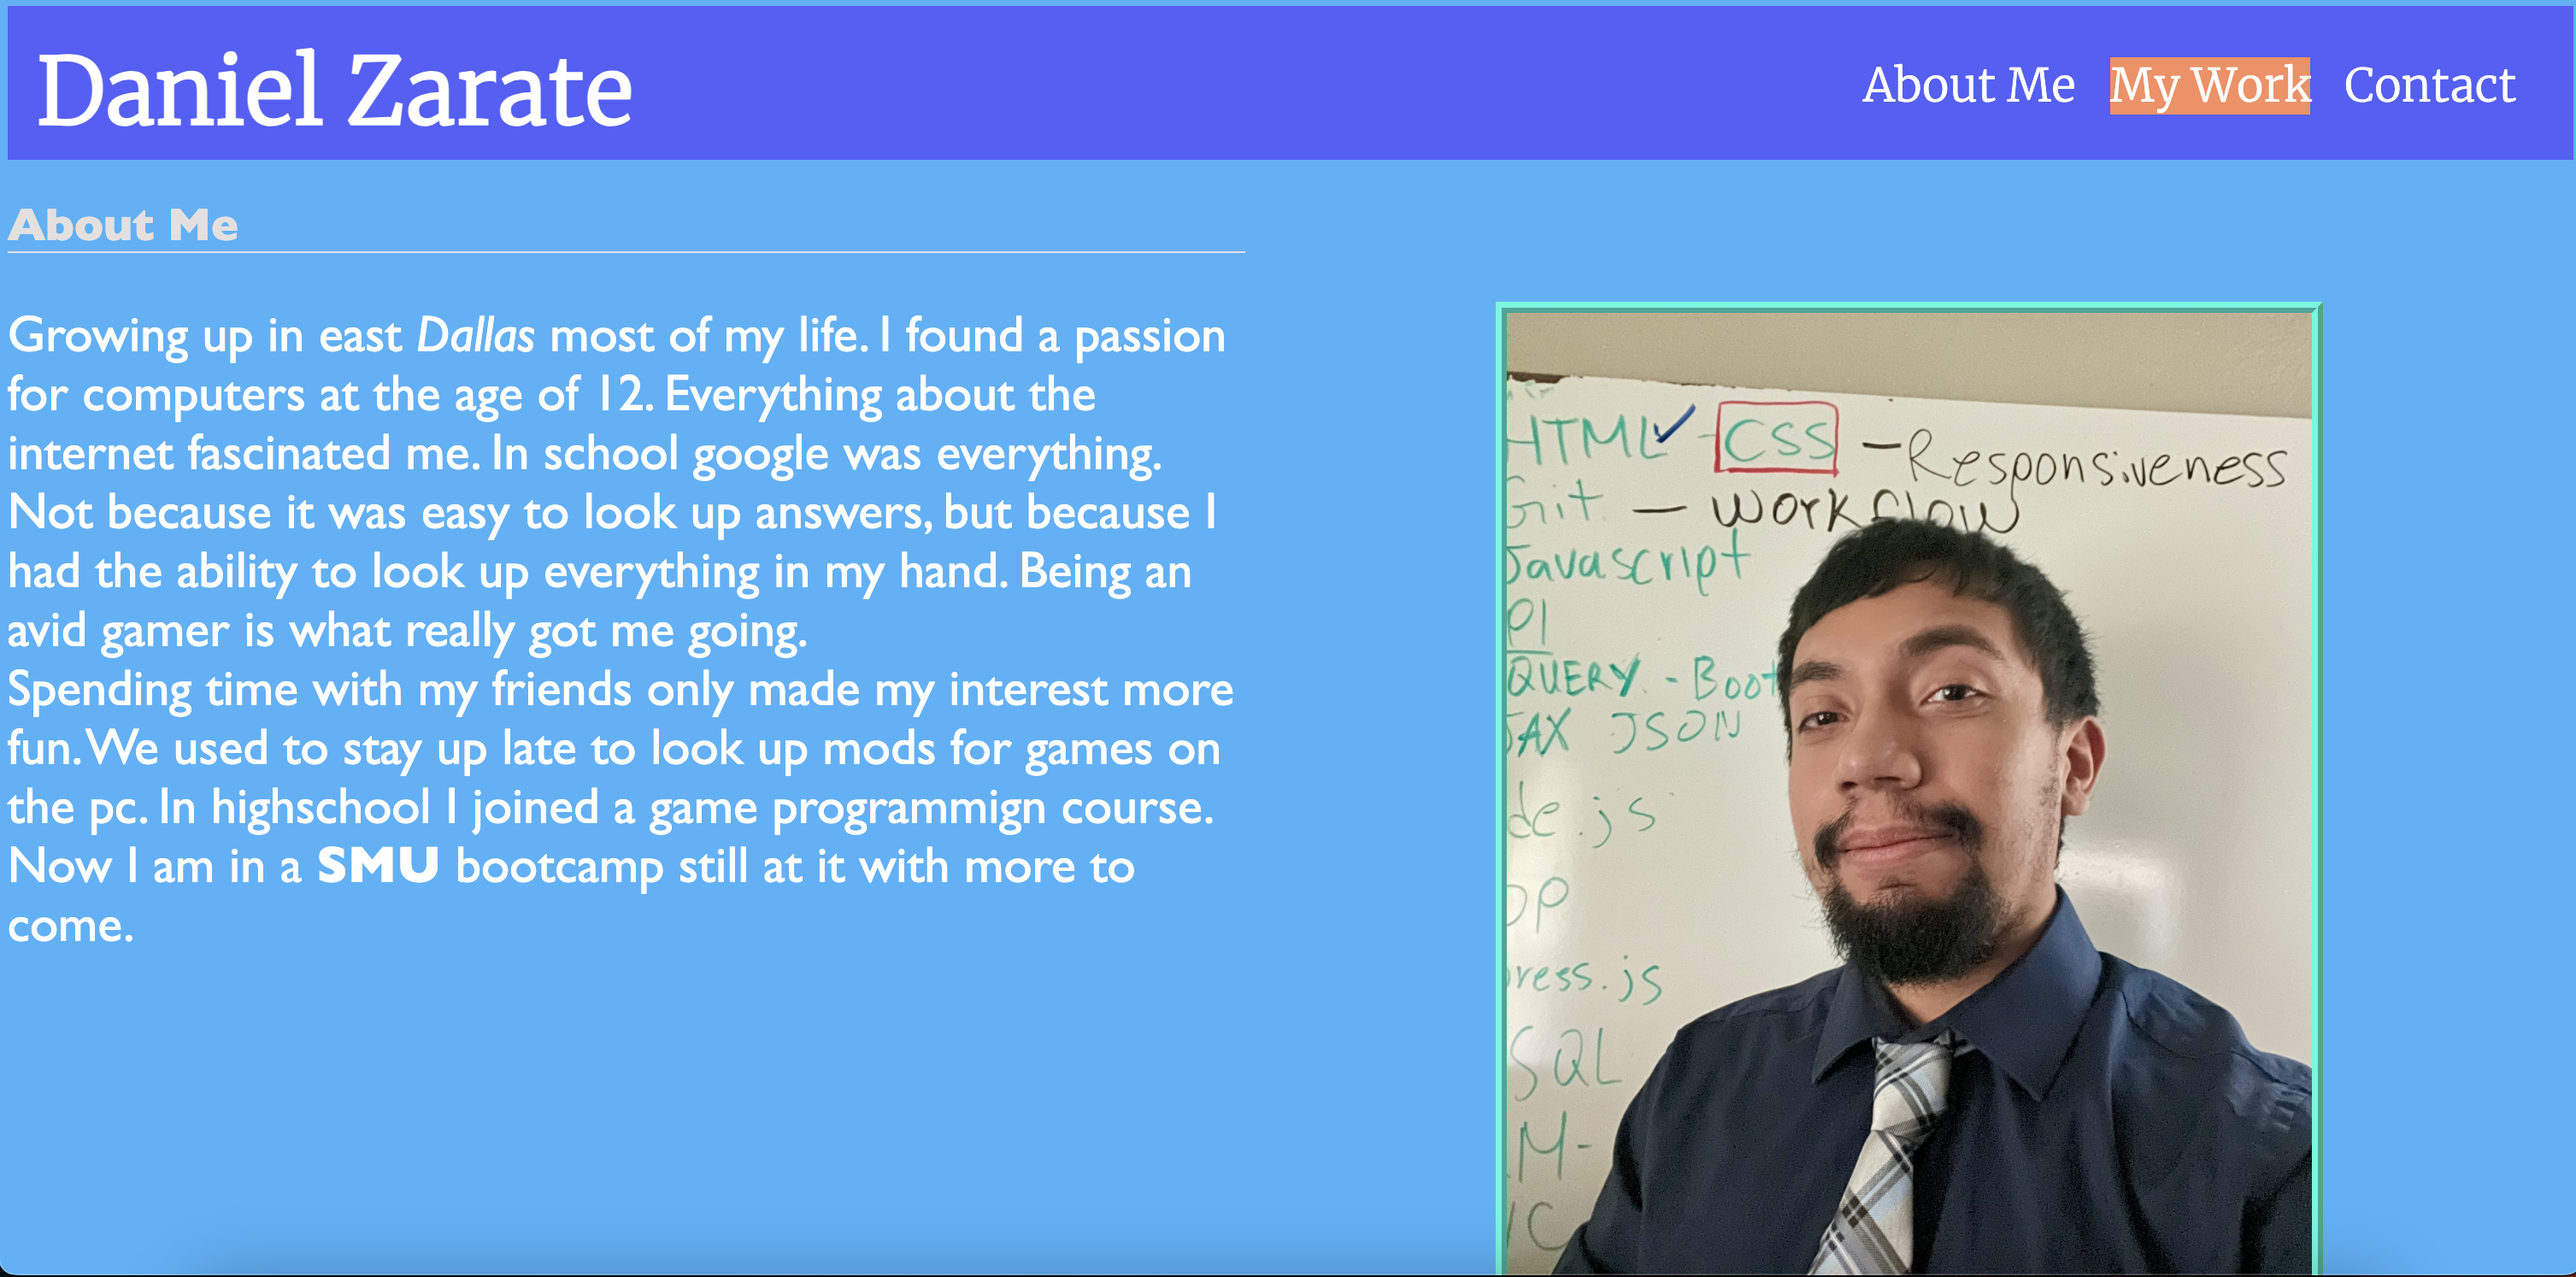 Daniel Zarate
About Me My Work Contact
About Me
Growing up in east Dallas most of my life. I found a passion
for computers at the age of 12. Everything about the
internet fascinated me. In school google was everything.
Not because it was easy to look up answers, but because I
had the ability to look up everything in my hand. Being an
avid gamer is what really got me going.
Spending time with my friends only made my interest more
fun. We used to stay up late to look up mods for games on
the pc. In highschool I joined a game programmign course.
Now I am in a SMU bootcamp still at it with more to
come.
HTML - CSS - Responsiveness
Git - Workflow
Javascript
PI
QUERY - Boot
JAX JSON
de.js
OP
press.js
SQL
M-
VC